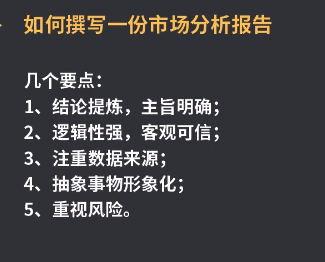 如何撰写一份市场分析报告
几个要点：
1、结论提炼，主旨明确；
2、逻辑性强，客观可信；
3、注重数据来源；
4、抽象事物形象化；
5、重视风险。